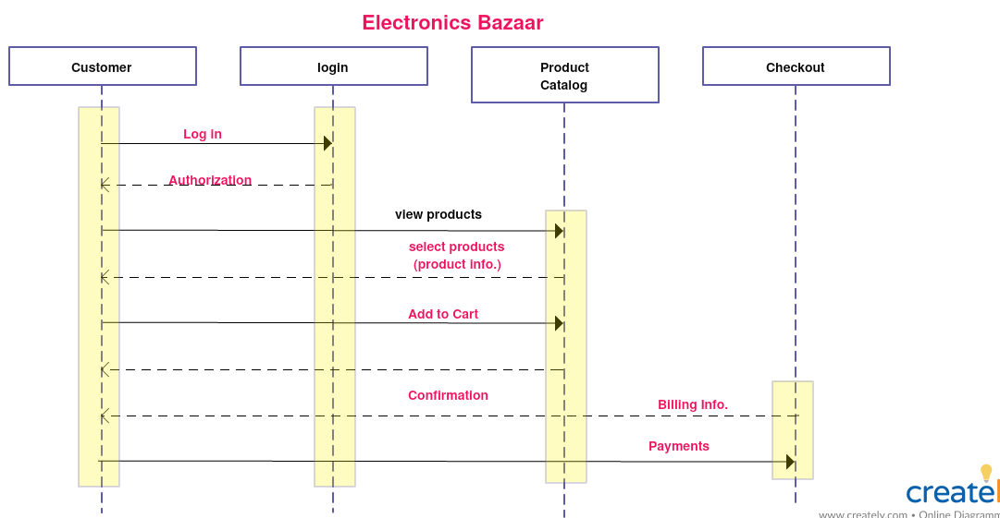 Electronics Bazaar
Customer
login
Product
Catalog
Checkout
Log in
Authorization
view products
select products
(product info.)
Add to Cart
Confirmation
Billing Info.
Payments
www.creately.com • Online Diagramm